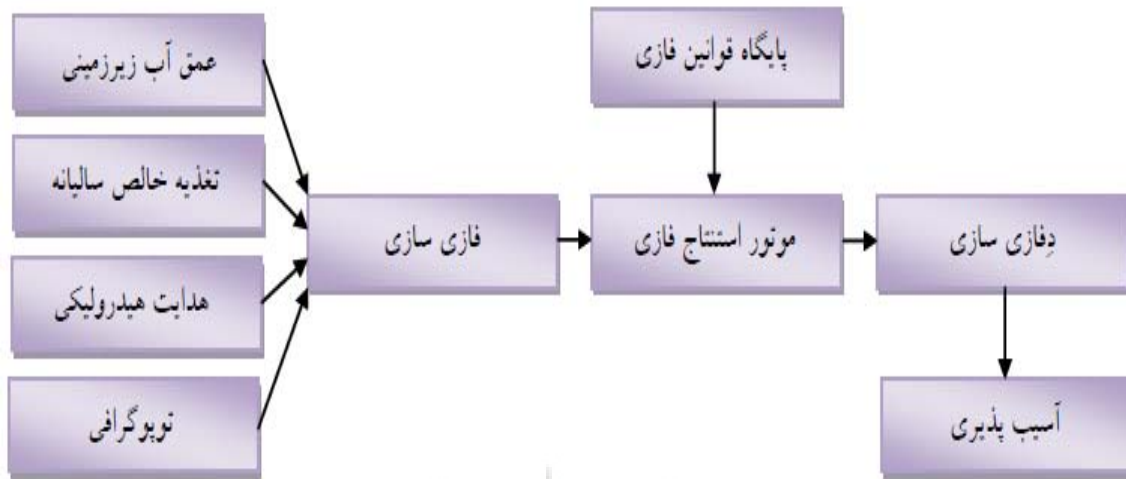 عمق آب زیرزمینی
تغذیه خالص سالیانه
هدایت هیدرولیکی
توپوگرافی
فازی سازی
پایگاه قوانین فازی
موتور استنتاج فازی
دِفازی سازی
آسیب پذیری